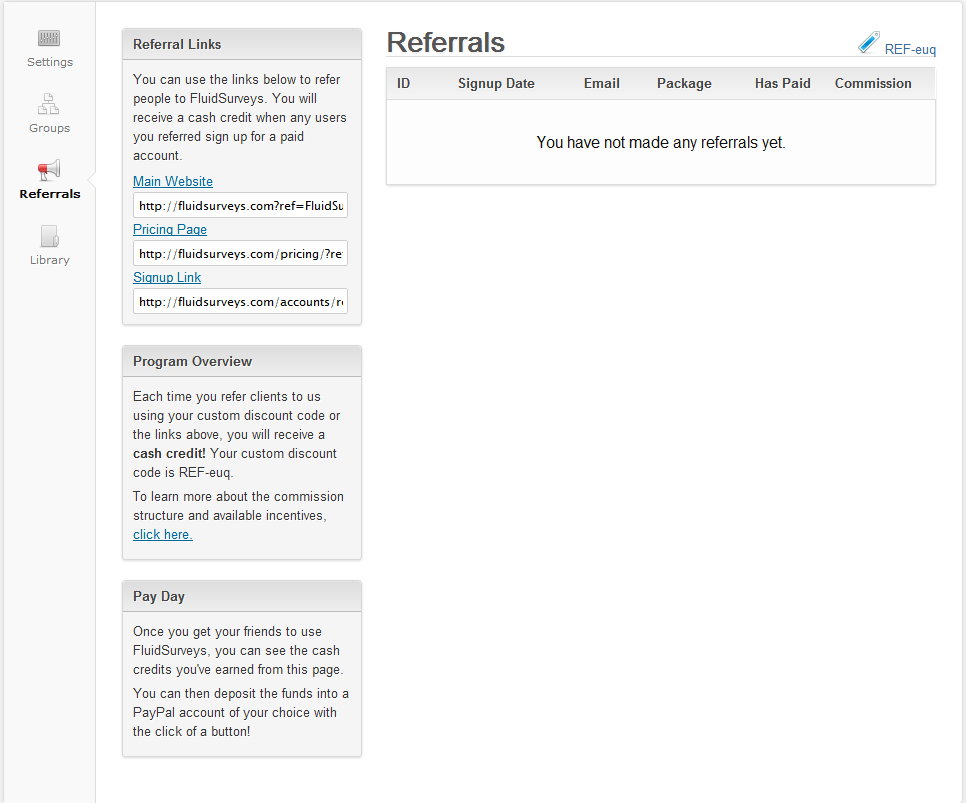 Settings
Groups
Referrals
Library
Referral Links
You can use the links below to refer
people to FluidSurveys. You will
receive a cash credit when any users
you referred sign up for a paid
account.
Main Website
http://fluidsurveys.com?ref=FluidSu
Pricing Page
http://fluidsurveys.com/pricing/?re
Signup Link
http://fluidsurveys.com/accounts/r
Program Overview
Each time you refer clients to us
using your custom discount code or
the links above, you will receive a
cash credit! Your custom discount
code is REF-euq.
To learn more about the commission
structure and available incentives,
click here.
Pay Day
Once you get your friends to use
FluidSurveys, you can see the cash
credits you've earned from this page.
You can then deposit the funds into a
PayPal account of your choice with
the click of a button!
Referrals
REF-euq
ID Signup Date Email Package Has Paid Commission
You have not made any referrals yet.